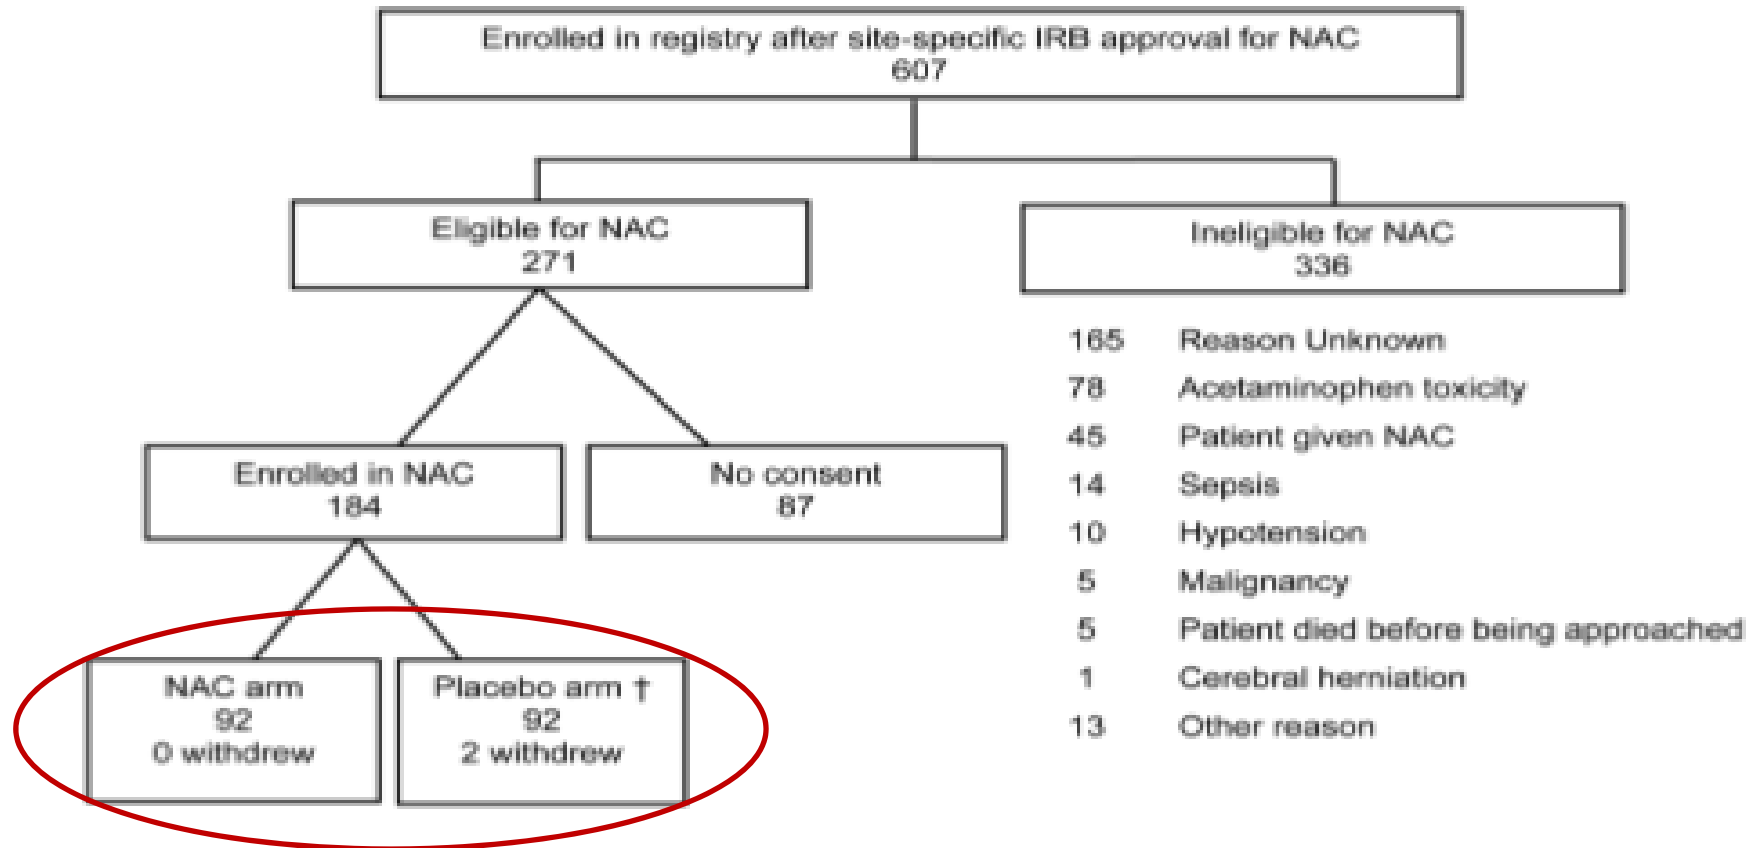 Enrolled in registry after site-specific IRB approval for NAC
607
Eligible for NAC
271
Ineligible for NAC
336
165 Reason Unknown
78 Acetaminophen toxicity
45 Patient given NAC
14 Sepsis
10 Hypotension
5 Malignancy
5 Patient died before being approached
1 Cerebral herniation
13 Other reason
Enrolled in NAC
184
No consent
87
NAC arm
92
0 withdrew
Placebo arm †
92
2 withdrew